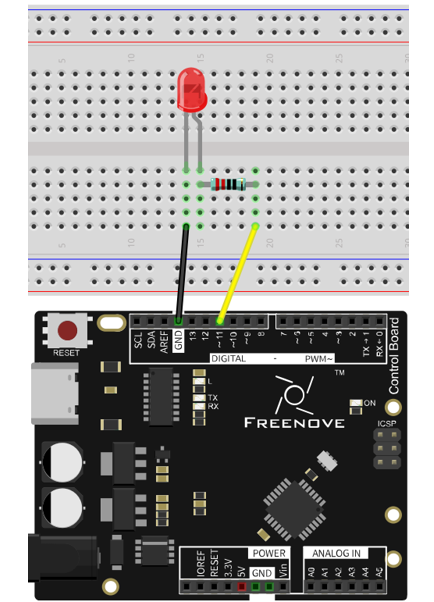 5
10
15
20
25
30
5
10
15
20
25
30
RESET
SCL
SDA
AREF
GND
13
12
~11
~10
~9
8
7
~6
~5
4
~3
2
TX→1
RX←0
DIGITAL - PWM~
Control Board
L
TX
RX
TM
FREENOVE
ON
ICSP
IOREF
RESET
3.3V
5V
POWER
GND
Vin
ANALOG IN
A0
A1
A2
A3
A4
A5